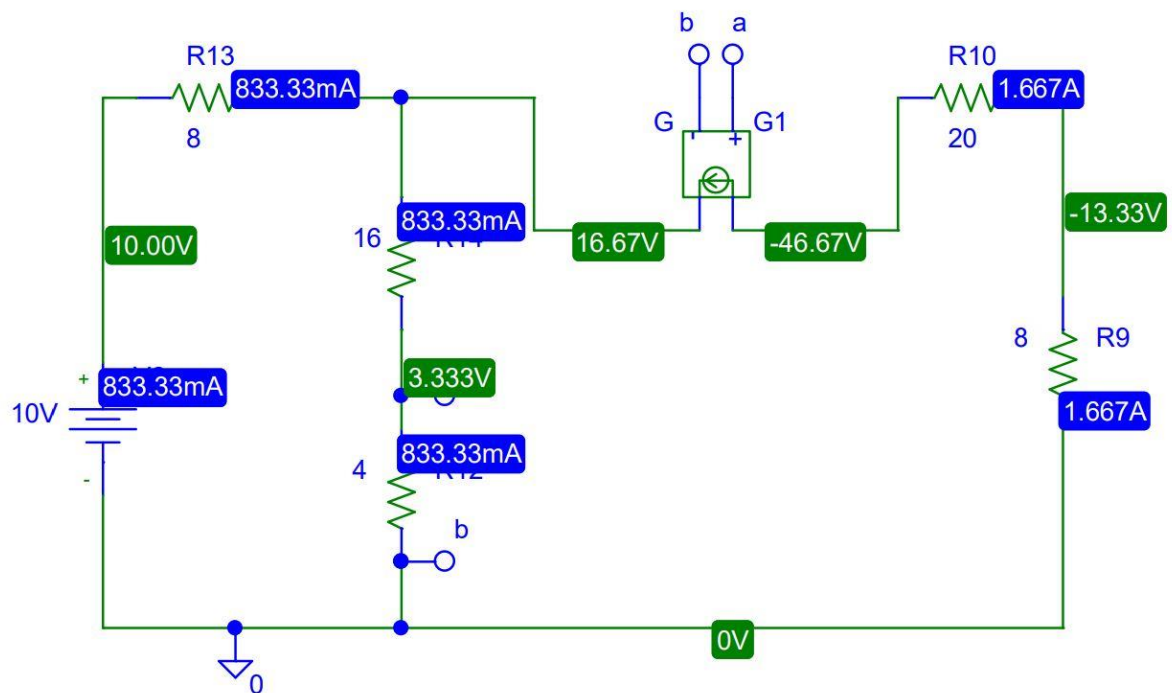 b a
R13
R10
833.33mA
1.667A
G
-
+
G1
8
20
833.33mA
16
-13.33V
10.00V
16.67V
-46.67V
8
R9
+
833.33mA
3.333V
10V
1.667A
833.33mA
4
-
b
0V
0